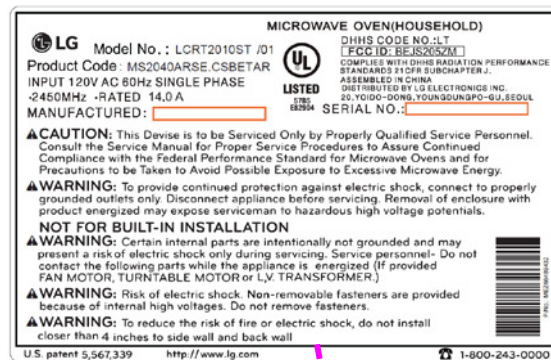 MICROWAVE OVEN(HOUSEHOLD)
LG
Model No.: LCRT2010ST /01
Product Code: MS2040ARSE.CSBETAR
INPUT 120V AC 60Hz SINGLE PHASE
·2450MHz ·RATED 14.0 A
MANUFACTURED:
UL
LISTED
57B5
E82934
DHHS CODE NO.:LT
FCC ID: BEJS205ZM
COMPLIES WITH DHHS RADIATION PERFORMANCE
STANDARDS 21CFR SUBCHAPTER J.
ASSEMBLED IN CHINA
DISTRIBUTED BY LG ELECTRONICS INC.
20,YOIDO-DONG,YOUNGDUNGPO-GU,SEOUL
SERIAL NO.:
CAUTION: This Devise is to be Serviced Only by Properly Qualified Service Personnel.
Consult the Service Manual for Proper Service Procedures to Assure Continued
Compliance with the Federal Performance Standard for Microwave Ovens and for
Precautions to be Taken to Avoid Possible Exposure to Excessive Microwave Energy.
WARNING: To provide continued protection against electric shock, connect to properly
grounded outlets only. Disconnect appliance before servicing. Removal of enclosure with
product energized may expose serviceman to hazardous high voltage potentials.
NOT FOR BUILT-IN INSTALLATION
WARNING: Certain internal parts are intentionally not grounded and may
present a risk of electric shock only during servicing. Service personnel- Do not
contact the following parts while the appliance is energized (If provided
FAN MOTOR, TURNTABLE MOTOR or L,V. TRANSFORMER.)
WARNING: Risk of electric shock. Non-removable fasteners are provided
because of internal high voltages. Do not remove fasteners.
WARNING: To reduce the risk of fire or electric shock, do not install
closer than 4 inches to side wall and back wall
U.S. patent 5,567,339
http://www.lg.com
1-800-243-0000